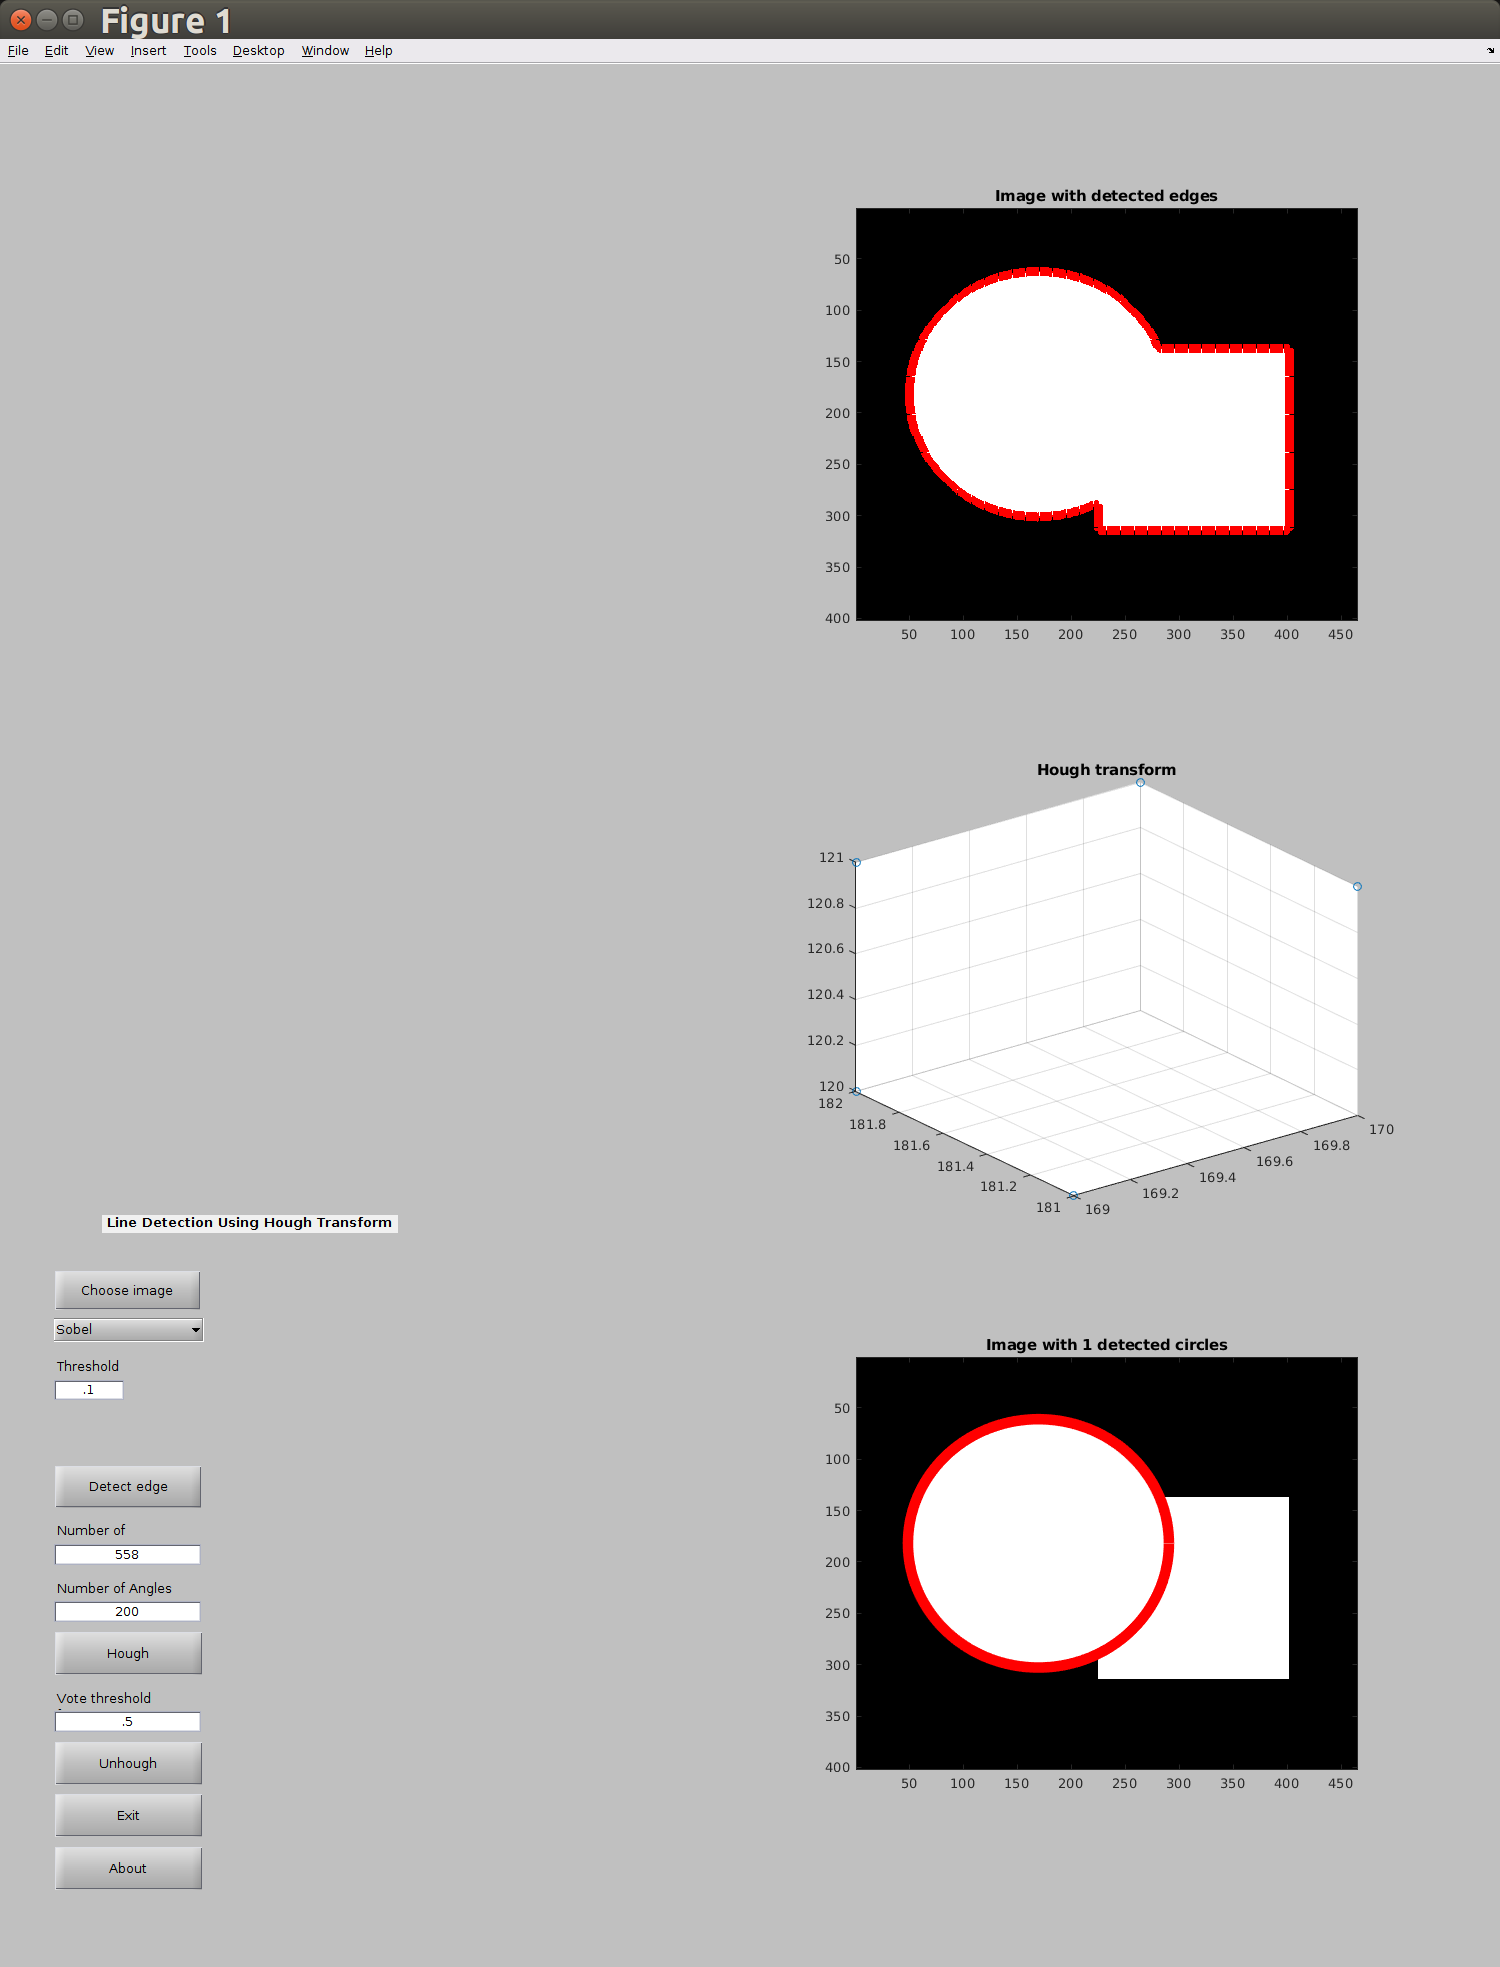 Figure 1
File Edit View Insert Tools Desktop Window Help
Image with detected edges
50
100
150
200
250
300
350
400
50 100 150 200 250 300 350 400 450
Hough transform
121
120.8
120.6
120.4
120.2
120
182
181.8
181.6
181.4
181.2
181
169
169.2
169.4
169.6
169.8
170
Line Detection Using Hough Transform
Choose image
Sobel
Threshold
.1
Detect edge
Number of
558
Number of Angles
200
Hough
Vote threshold
.5
Unhough
Exit
About
Image with 1 detected circles
50
100
150
200
250
300
350
400
50 100 150 200 250 300 350 400 450